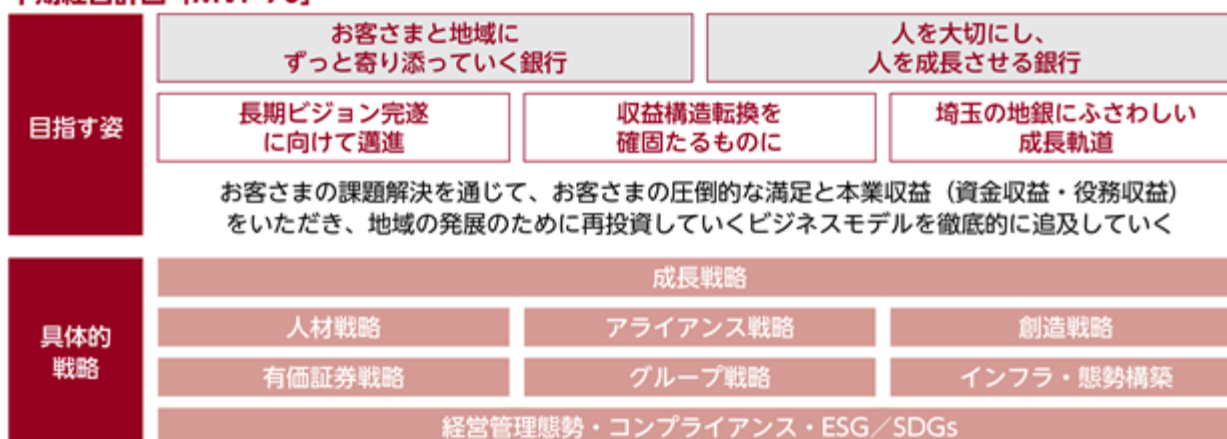 お客さまと地域に
ずっと寄り添っていく銀行
人を大切にし、
人を成長させる銀行
目指す姿
長期ビジョン完遂
に向けて邁進
収益構造転換を
確固たるものに
埼玉の地銀にふさわしい
成長軌道
お客さまの課題解決を通じて、お客さまの圧倒的な満足と本業収益（資金収益・役務収益）
をいただき、地域の発展のために再投資していくビジネスモデルを徹底的に追及していく
具体的
戦略
成長戦略
人材戦略
アライアンス戦略
創造戦略
有価証券戦略
グループ戦略
インフラ・態勢構築
経営管理態勢・コンプライアンス・ESG／SDGs